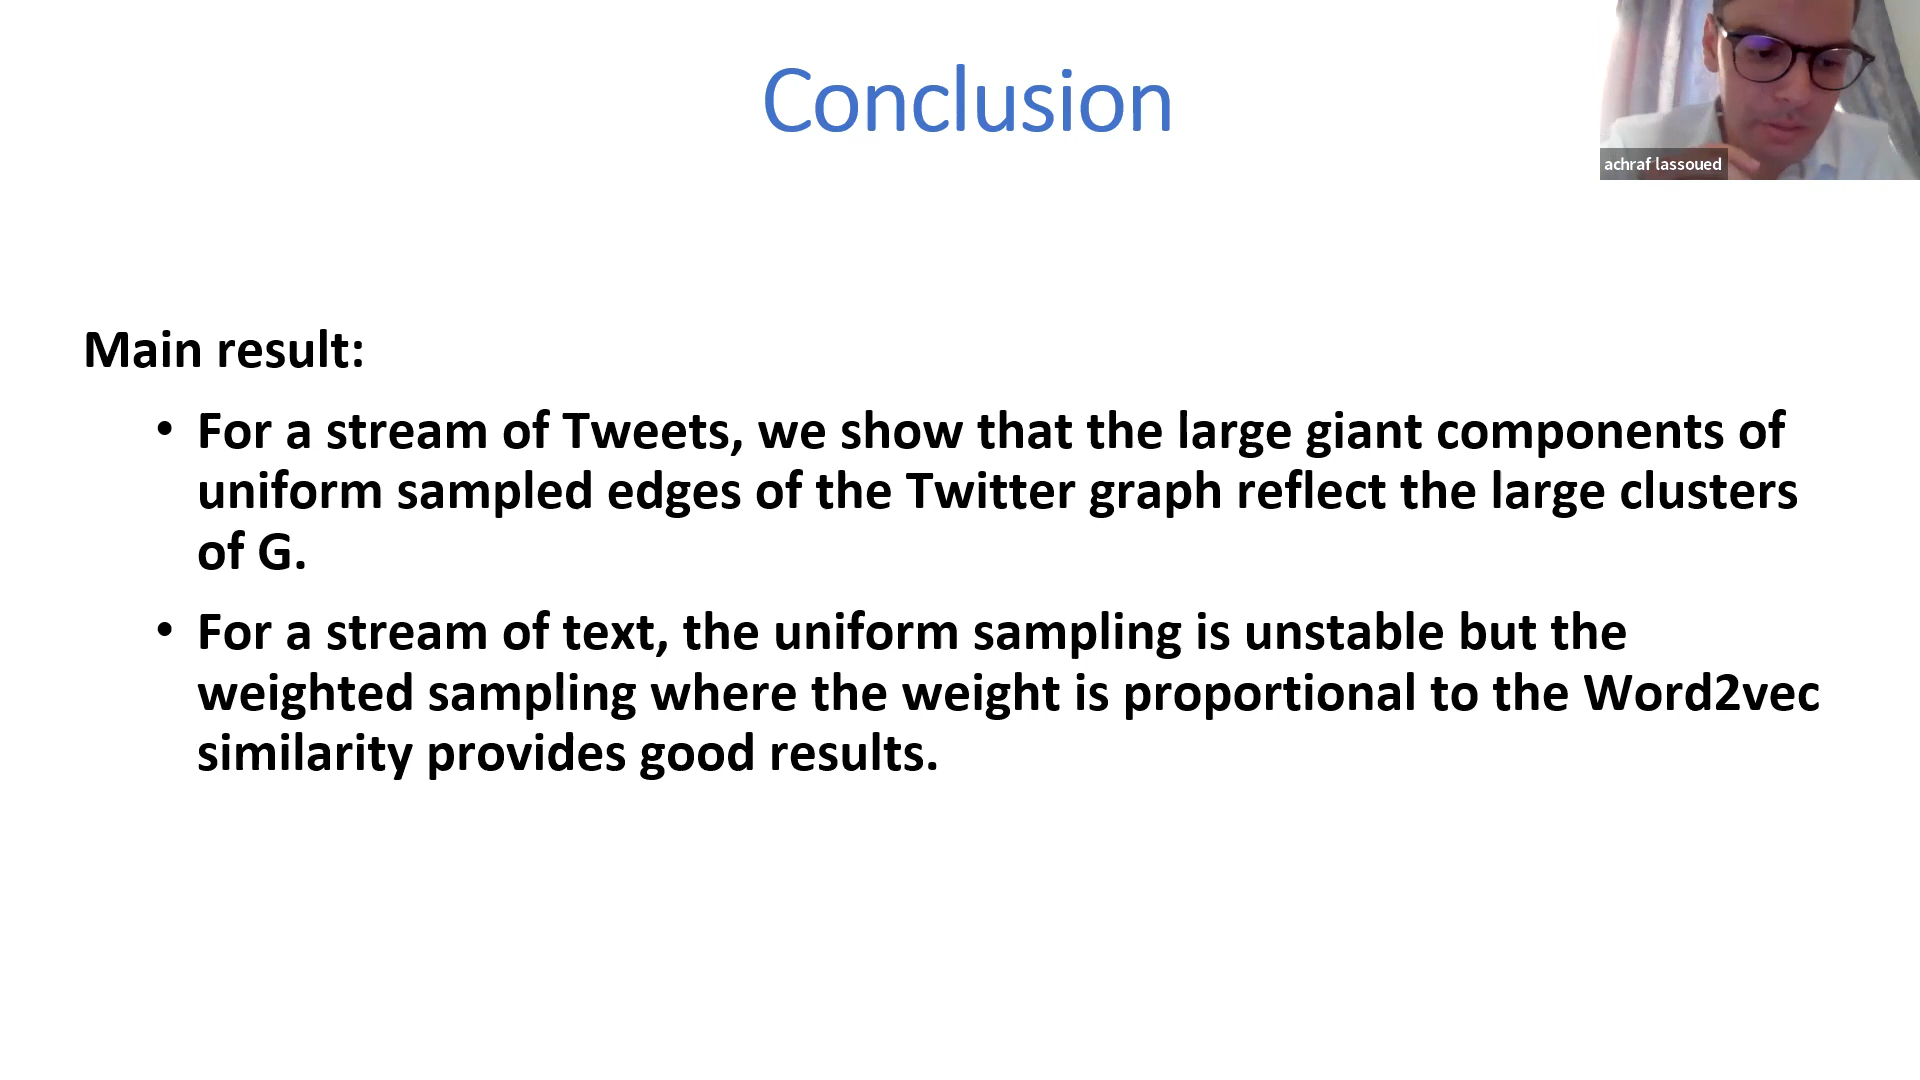 Conclusion
achraf lassoued
Main result:
• For a stream of Tweets, we show that the large giant components of
uniform sampled edges of the Twitter graph reflect the large clusters
of G.
• For a stream of text, the uniform sampling is unstable but the
weighted sampling where the weight is proportional to the Word2vec
similarity provides good results.